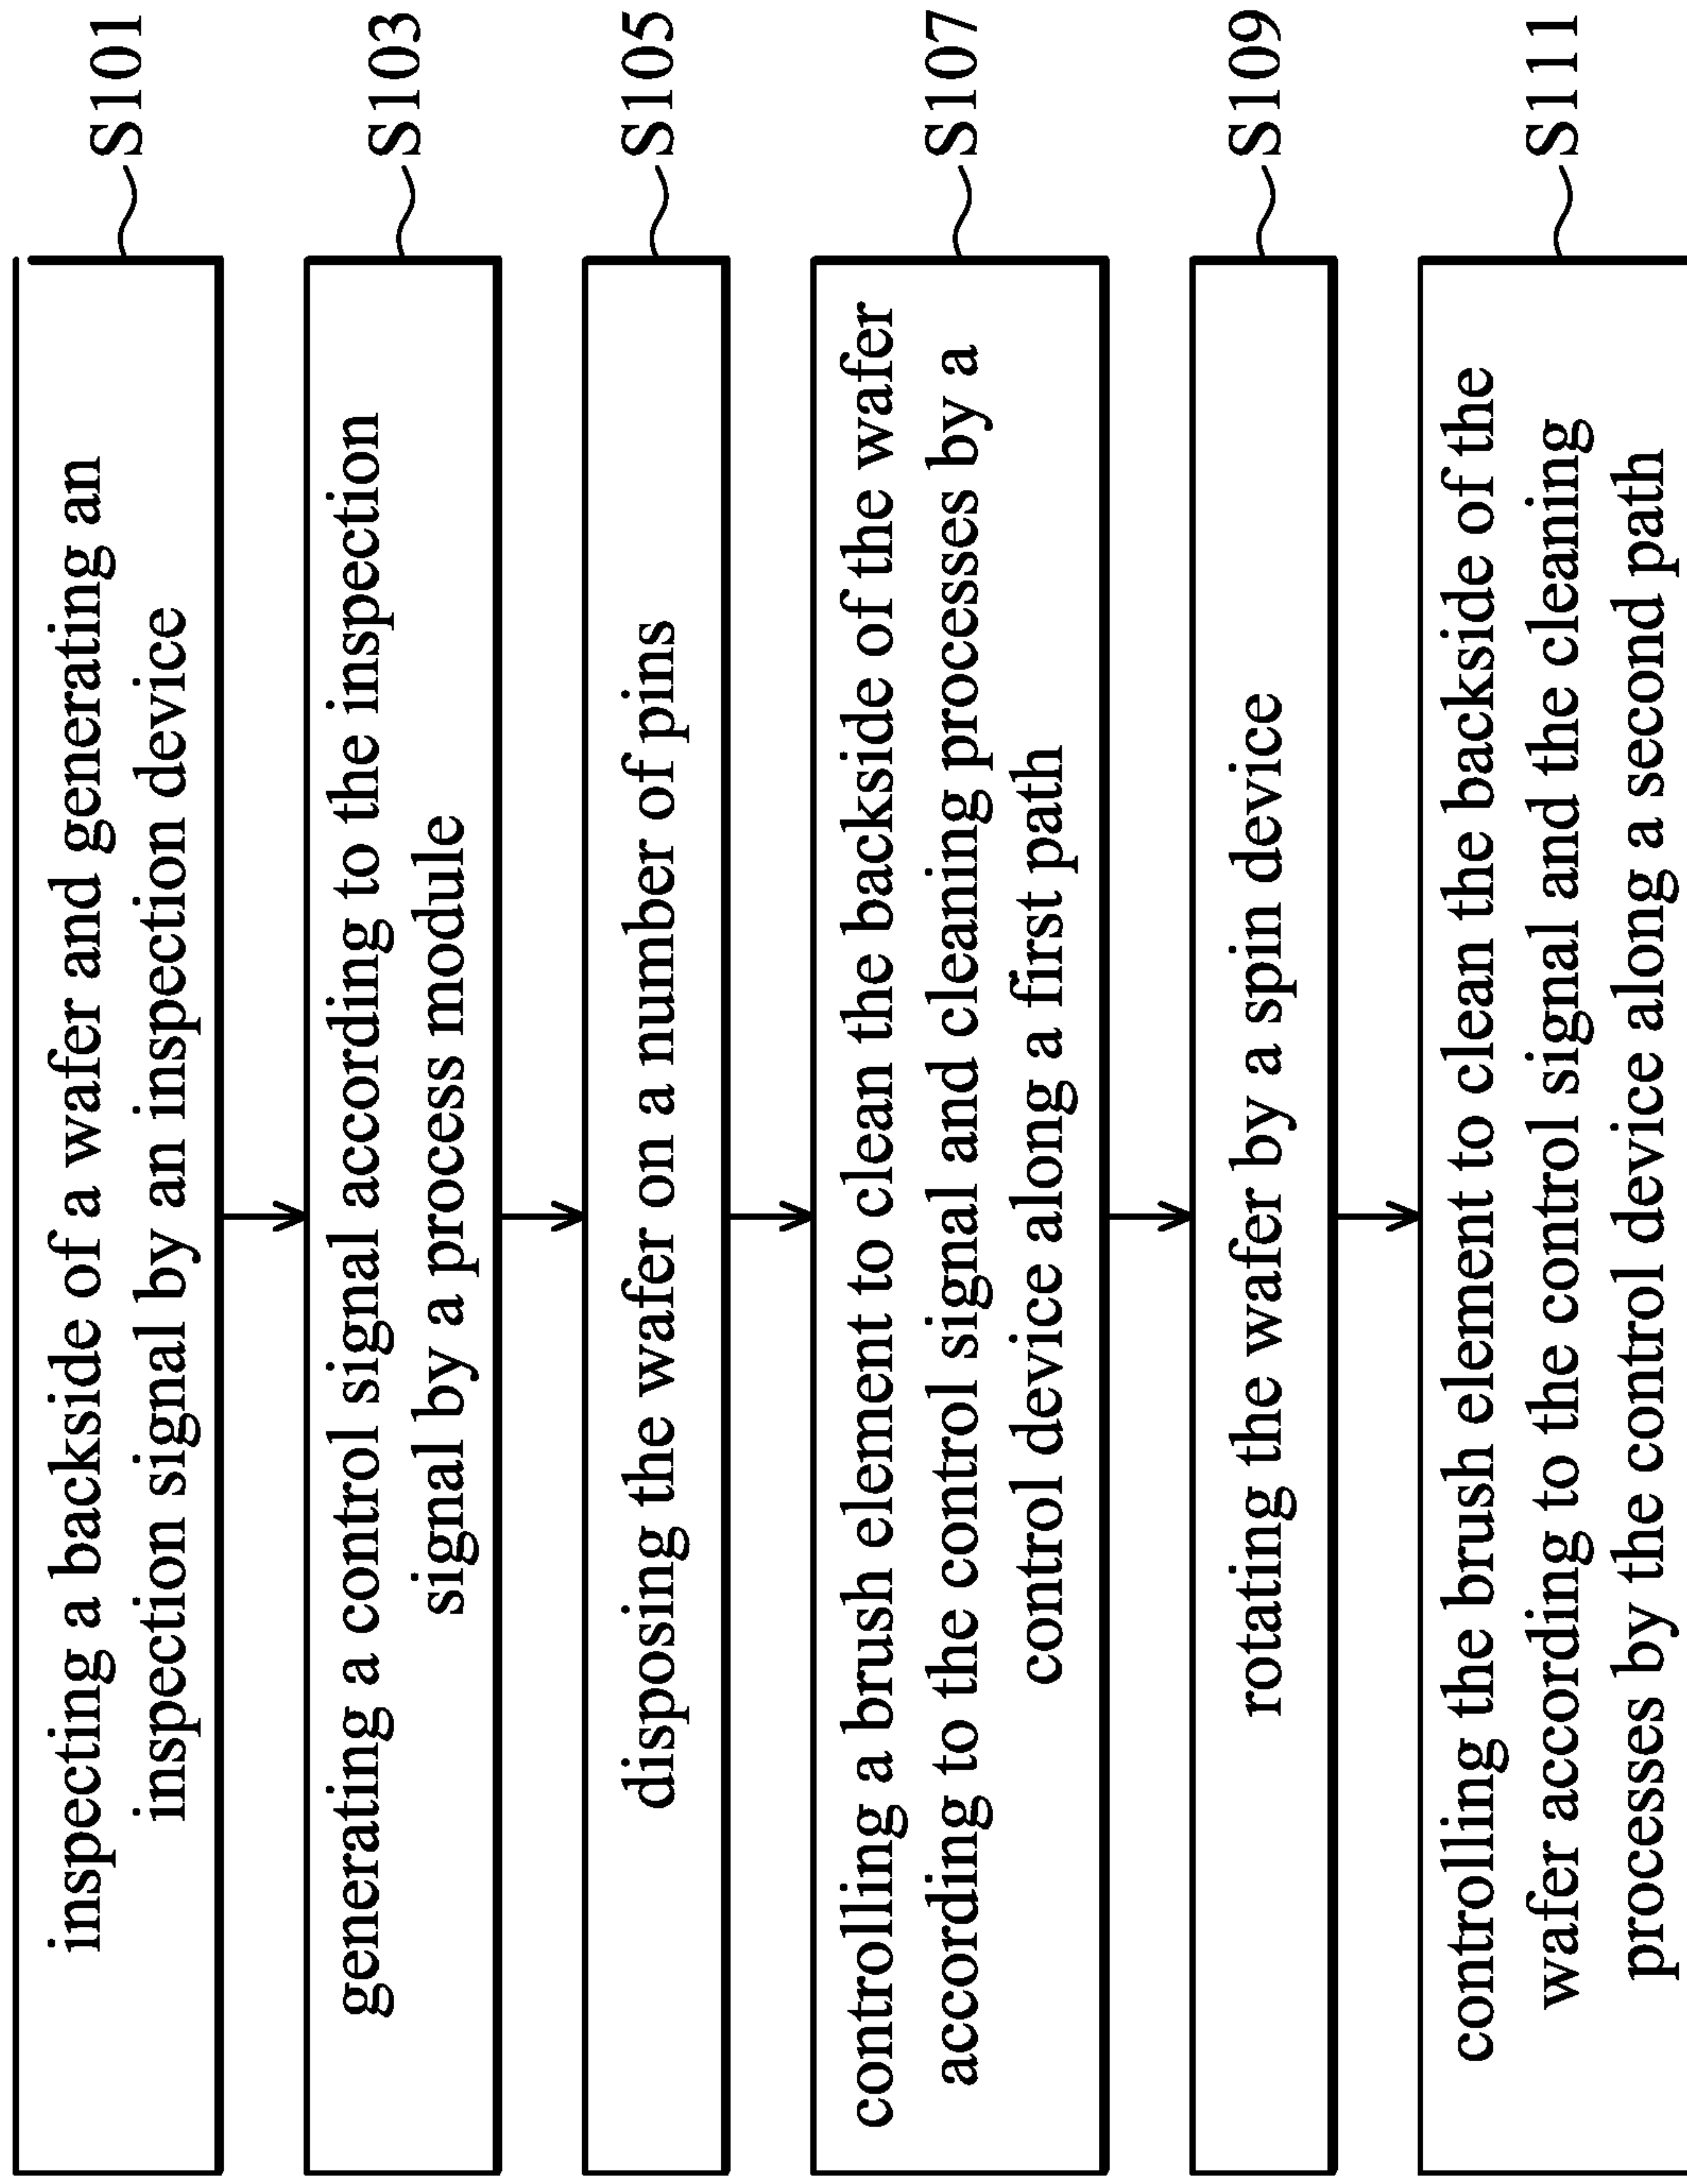 inspecting a backside of a wafer and generating an
inspection signal by an inspection device
S101
generating a control signal according to the inspection
signal by a process module
S103
disposing the wafer on a number of pins
S105
controlling a brush element to clean the backside of the wafer
according to the control signal and cleaning processes by a
control device along a first path
S107
rotating the wafer by a spin device
S109
controlling the brush element to clean the backside of the
wafer according to the control signal and the cleaning
processes by the control device along a second path
S111